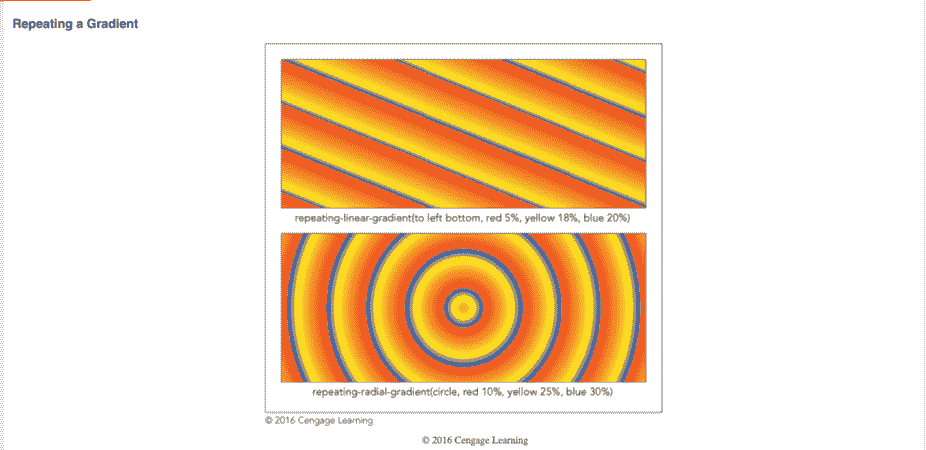 Repeating a Gradient
repeating-linear-gradient(to left bottom, red 5%, yellow 18%, blue 20%)
repeating-radial-gradient(circle, red 10%, yellow 25%, blue 30%)
© 2016 Cengage Learning
© 2016 Cengage Learning